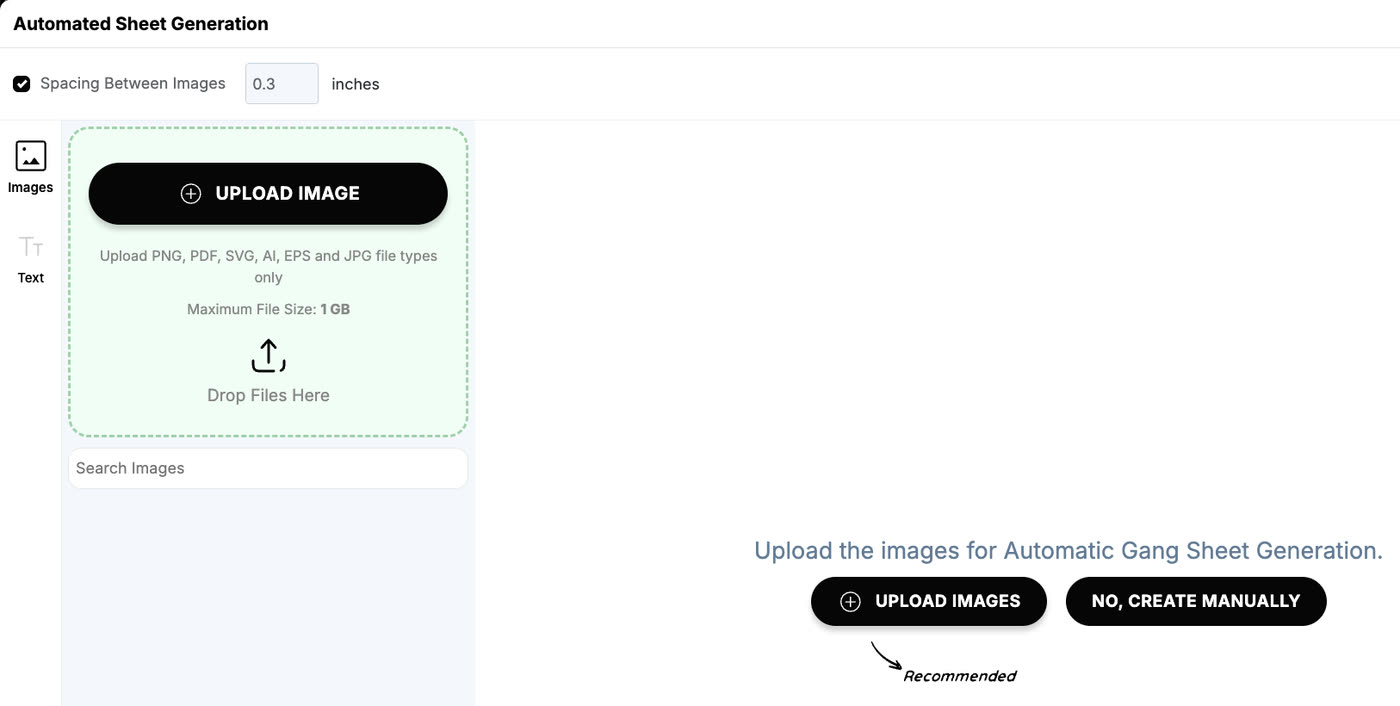 Automated Sheet Generation
Spacing Between Images 0.3 inches
Images
Text
UPLOAD IMAGE
Upload PNG, PDF, SVG, AI, EPS and JPG file types
only
Maximum File Size: 1 GB
Drop Files Here
Search Images
Upload the images for Automatic Gang Sheet Generation.
UPLOAD IMAGES
NO, CREATE MANUALLY
Recommended